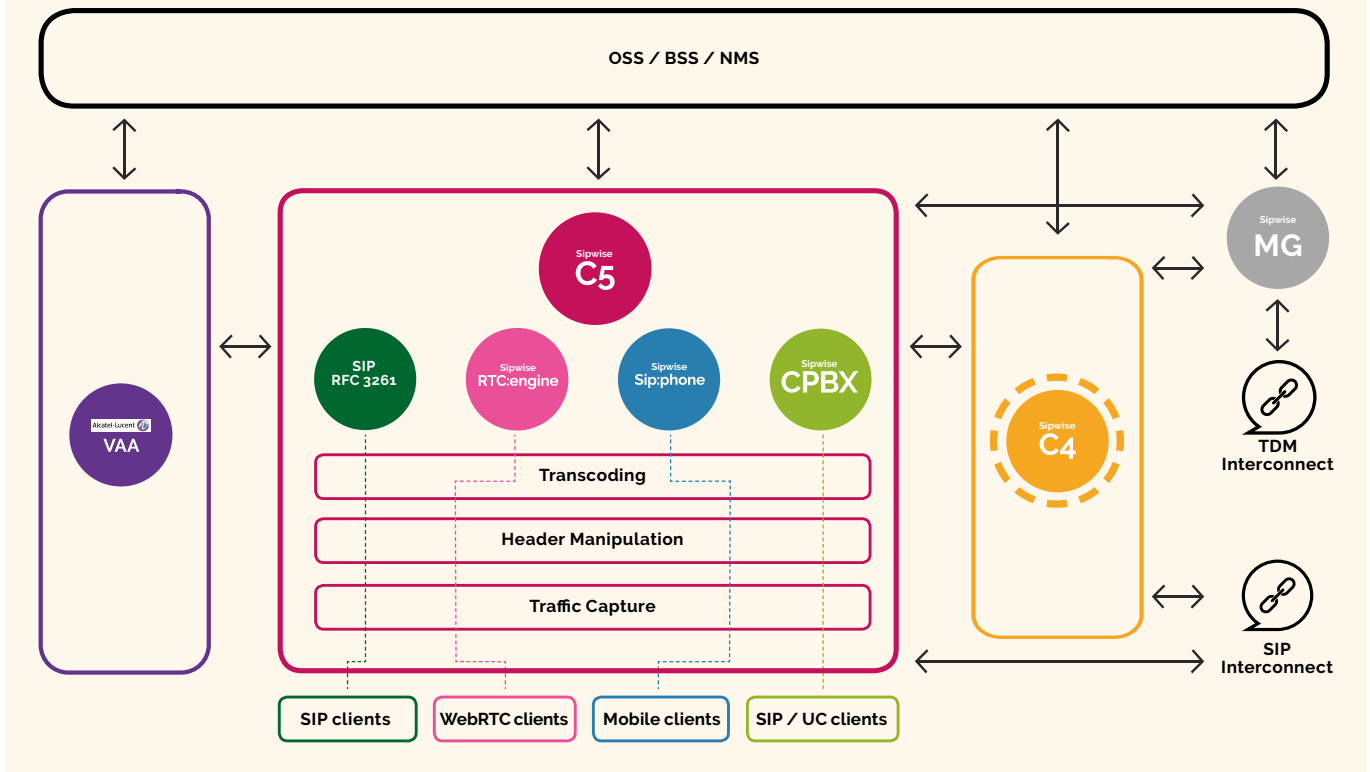 OSS / BSS / NMS
Sipwise
MG
Sipwise
C5
SIP
RFC 3261
Sipwise
RTC:engine
Sipwise
Sip:phone
Sipwise
CPBX
Alcatel-Lucent
VAA
Sipwise
C4
TDM
Interconnect
Transcoding
Header Manipulation
Traffic Capture
SIP
Interconnect
SIP clients
WebRTC clients
Mobile clients
SIP / UC clients